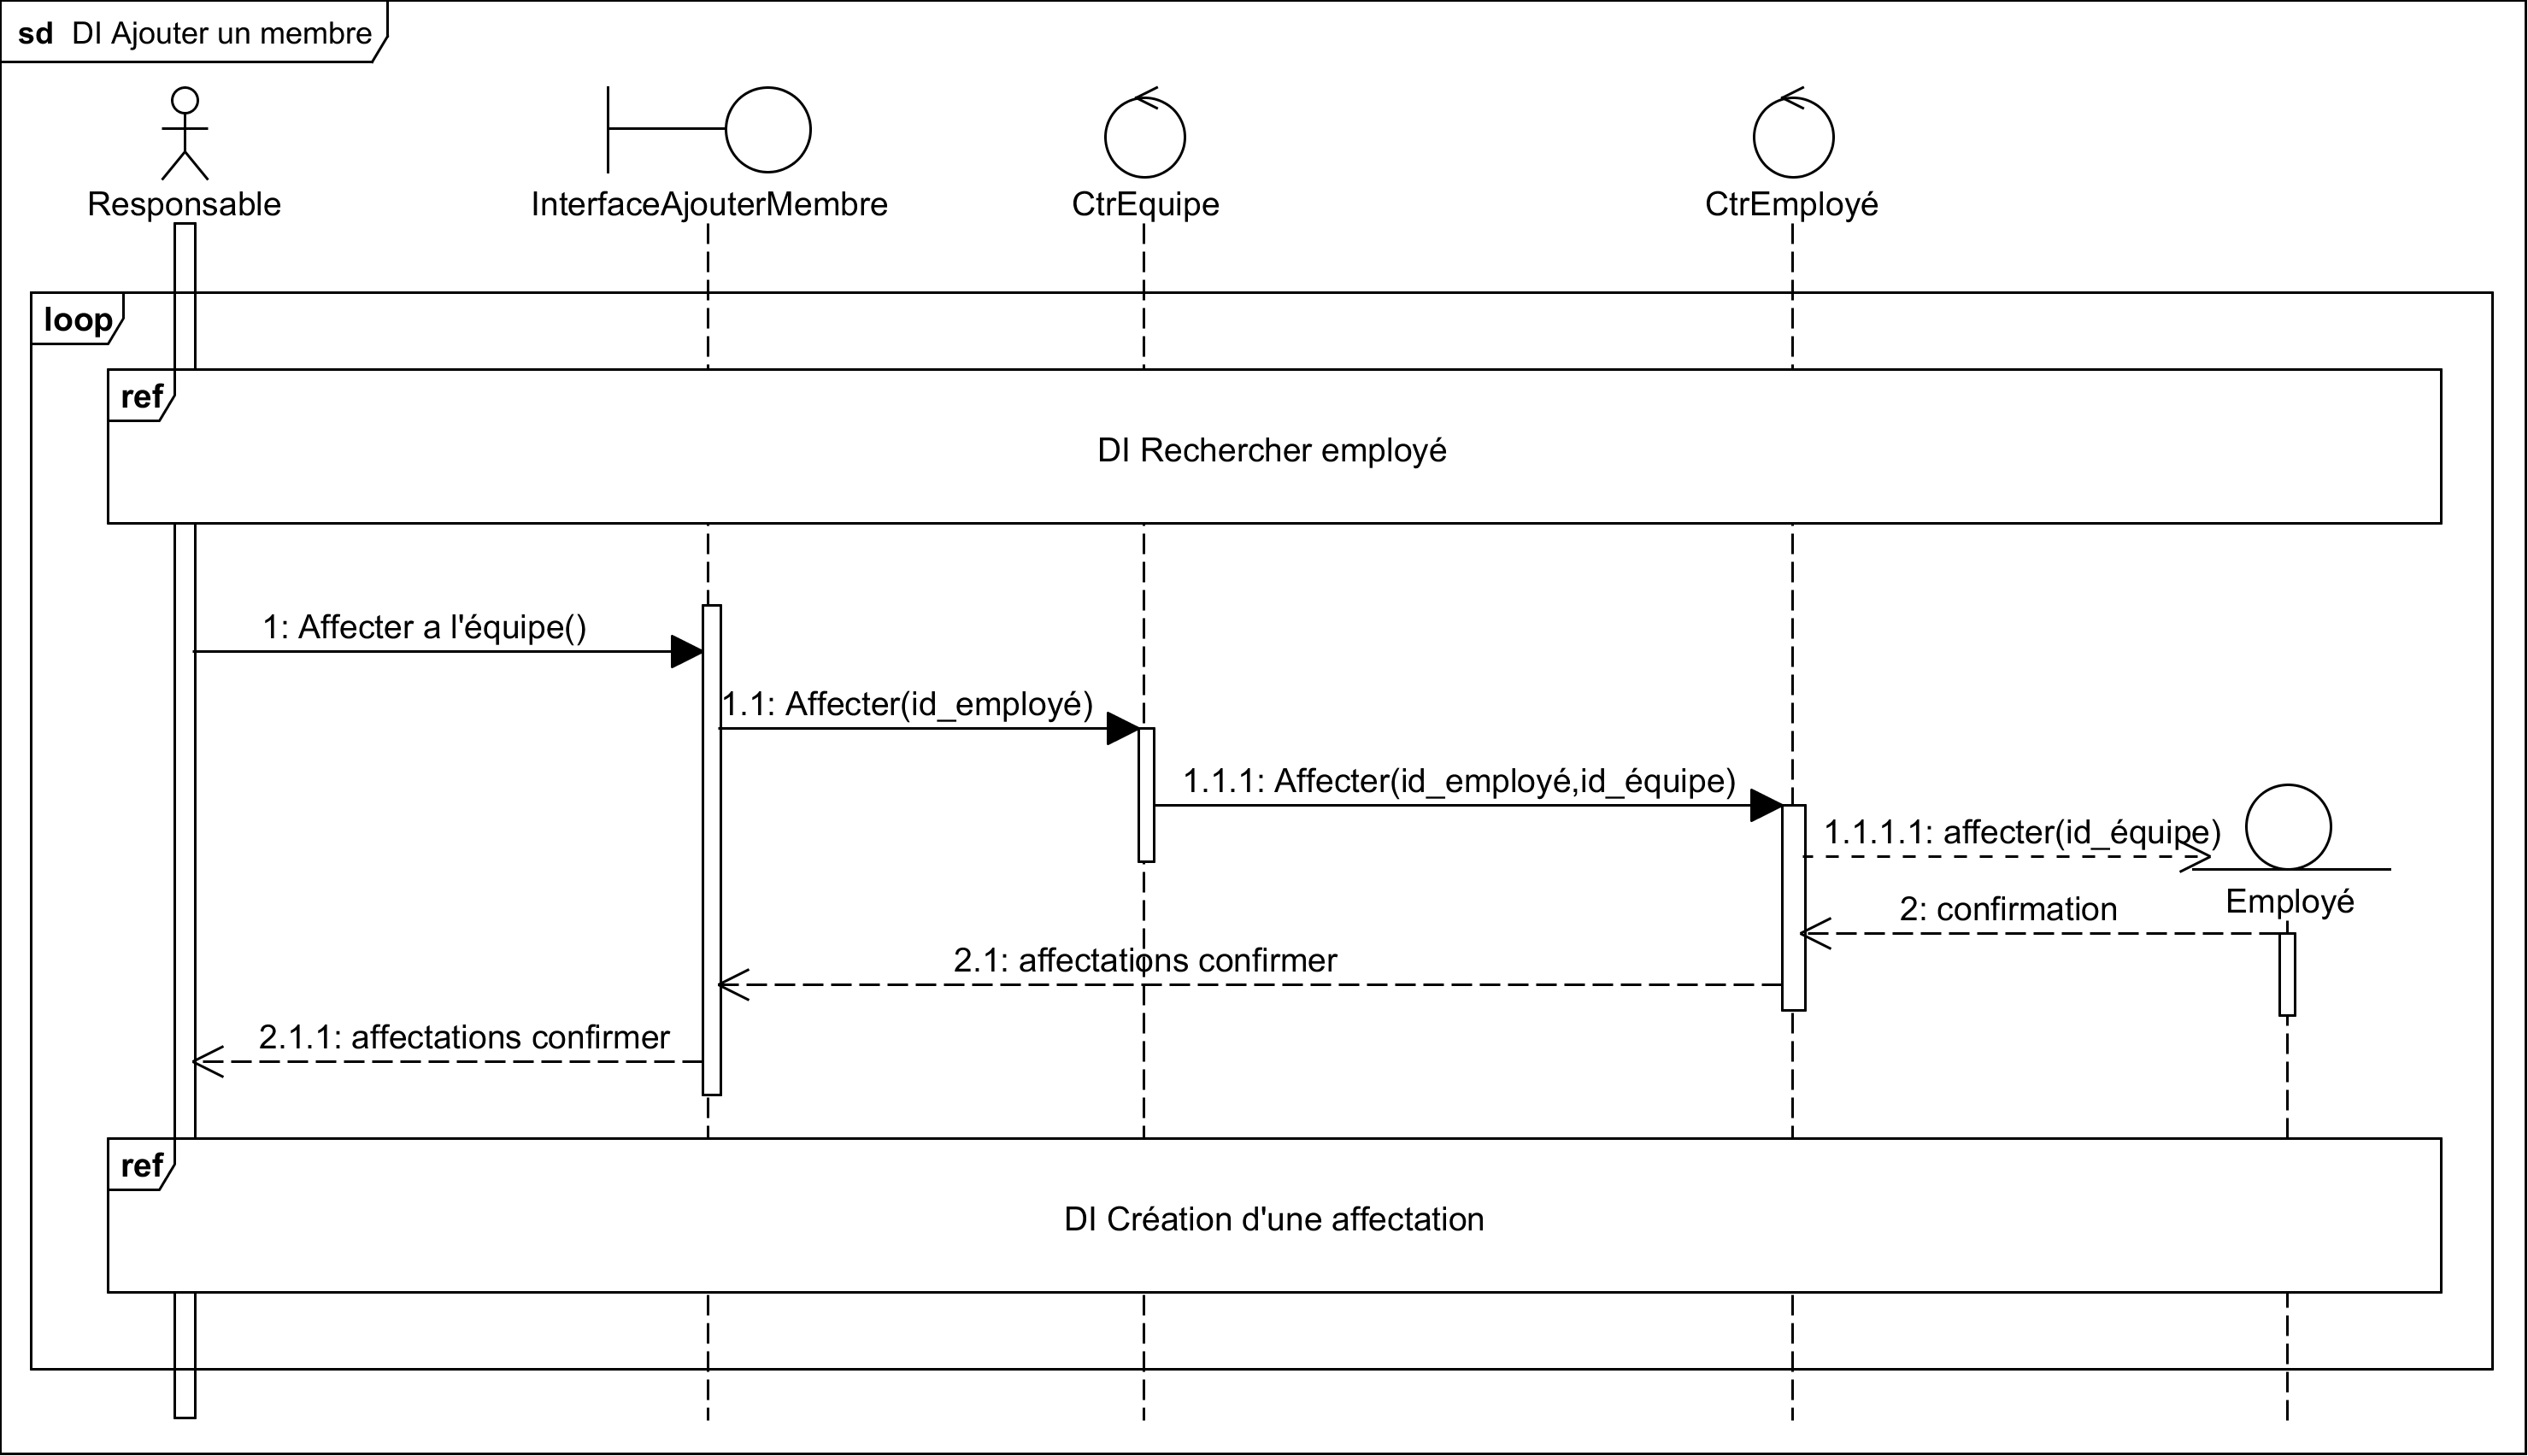 sd DI Ajouter un membre
Responsable
InterfaceAjouterMembre
CtrEquipe
CtrEmployé
loop
ref
DI Rechercher employé
1: Affecter a l'équipe()
1.1: Affecter(id_employé)
1.1.1: Affecter(id_employé,id_équipe)
1.1.1.1: affecter(id_équipe)
Employé
2: confirmation
2.1: affectations confirmer
2.1.1: affectations confirmer
ref
DI Création d'une affectation